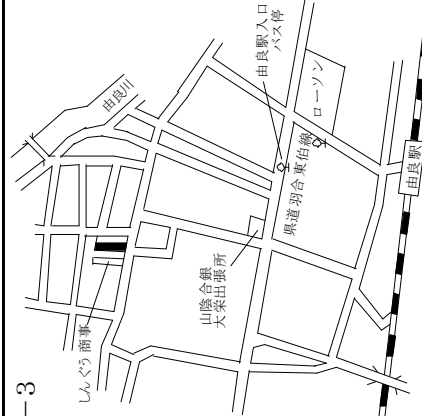 －3
しんぐう商事
由良川
山陰合銀
大栄出張所
由良駅入口
バス停
県道羽合東伯線
ローソン
由良駅